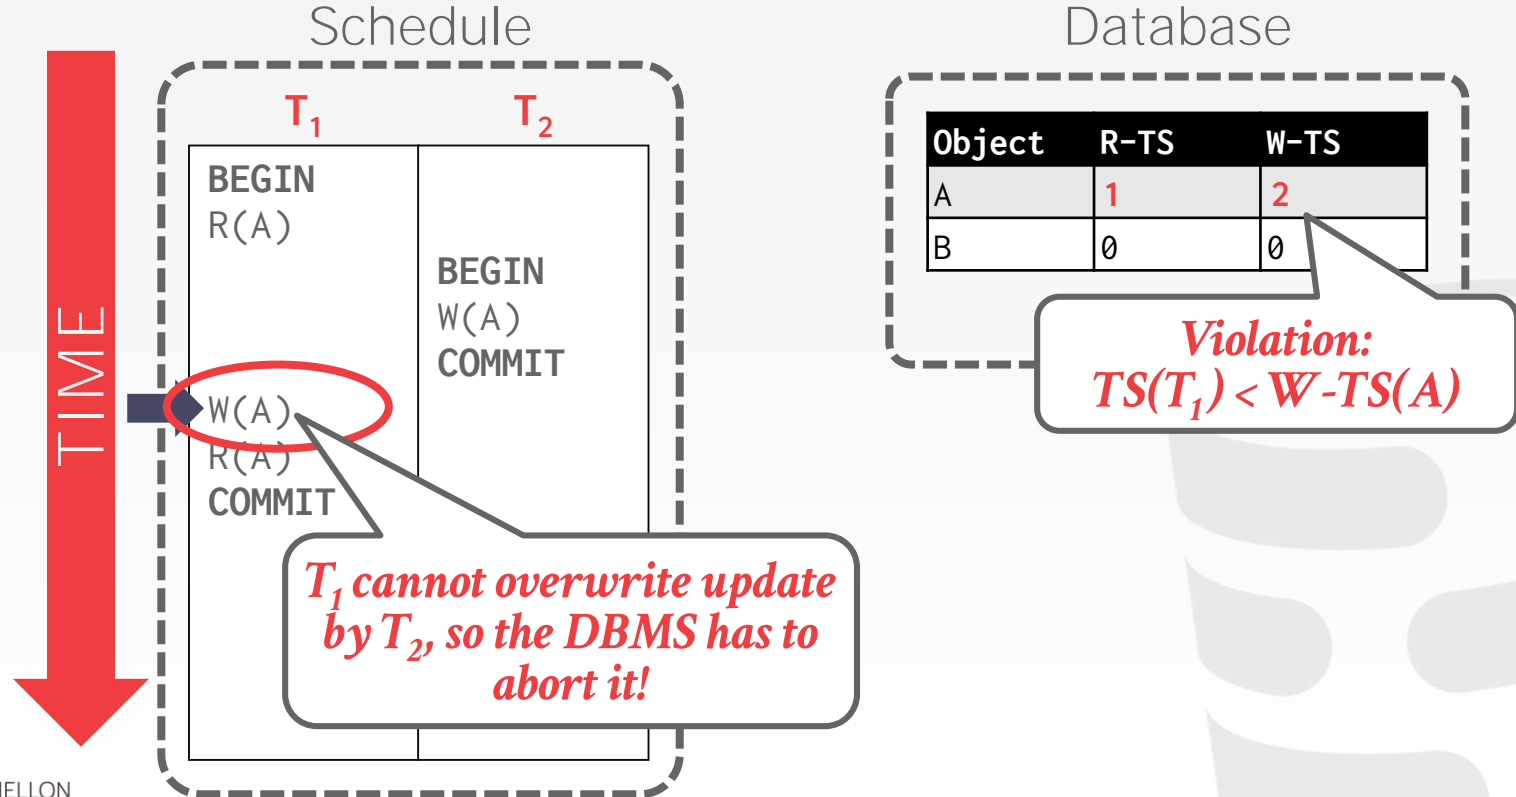 Schedule
Database
TIME
T₁ T₂
BEGIN
R(A)
BEGIN
W(A)
COMMIT
W(A)
R(A)
COMMIT
T₁ cannot overwrite update
by T₂, so the DBMS has to
abort it!
Object R-TS W-TS
A 1 2
B 0 0
Violation:
TS(T₁) < W-TS(A)